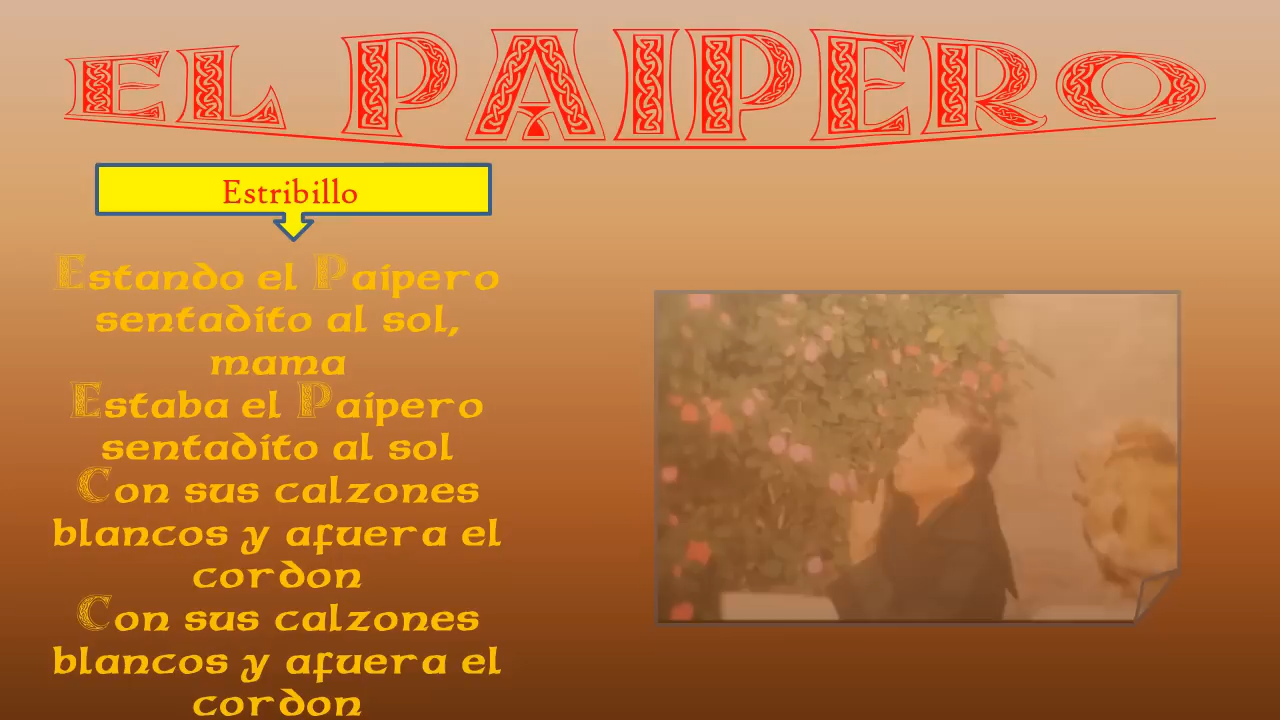 EL PAIPERO
Estribillo
Estando el Paipero
sentadito al sol,
mama
Estaba el Paipero
sentadito al sol
Con sus calzones
blancos y afuera el
cordon
Con sus calzones
blancos y afuera el
cordon